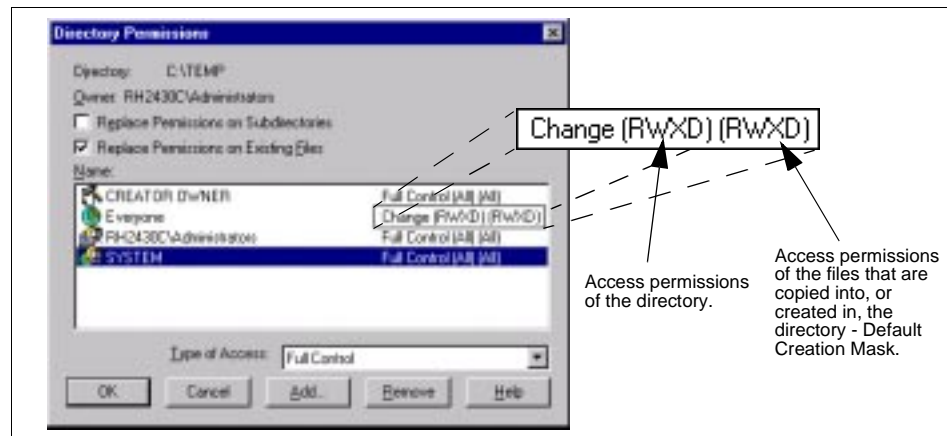 Directory Permissions
Directory: C:\TEMP
Owner: RH2430C\Administrators
Replace Permissions on Subdirectories
Replace Permissions on Existing Files
Name:
CREATOR OWNER Full Control (All) (All)
Everyone Change (RWXD) (RWXD)
RH2430C\Administrators Full Control (All) (All)
SYSTEM Full Control (All) (All)
Type of Access: Full Control
OK Cancel Add... Remove Help
Change (RWXD) (RWXD)
Access permissions
of the directory.
Access permissions
of the files that are
copied into, or
created in, the
directory - Default
Creation Mask.